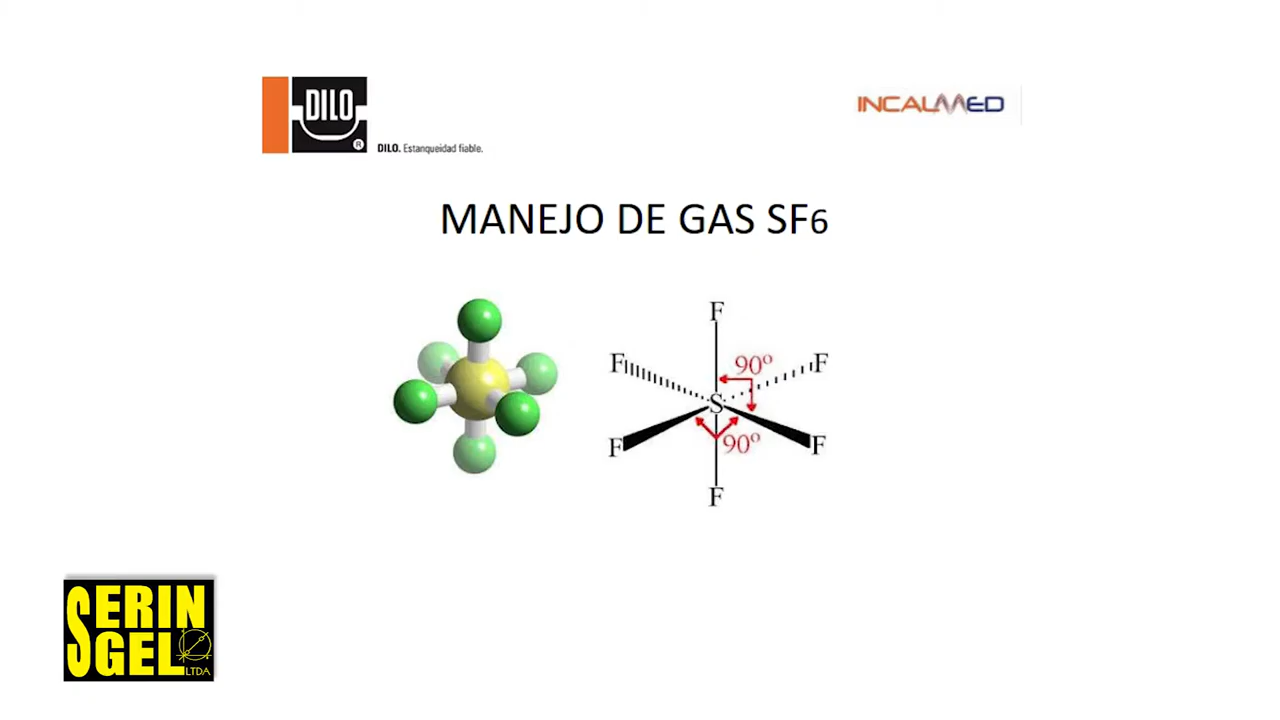 DILO
®
DILO. Estanqueidad fiable.
INCALMED
MANEJO DE GAS SF6
F
F
F
90º
S
90º
F
F
F
SERIN
GEL
LTDA